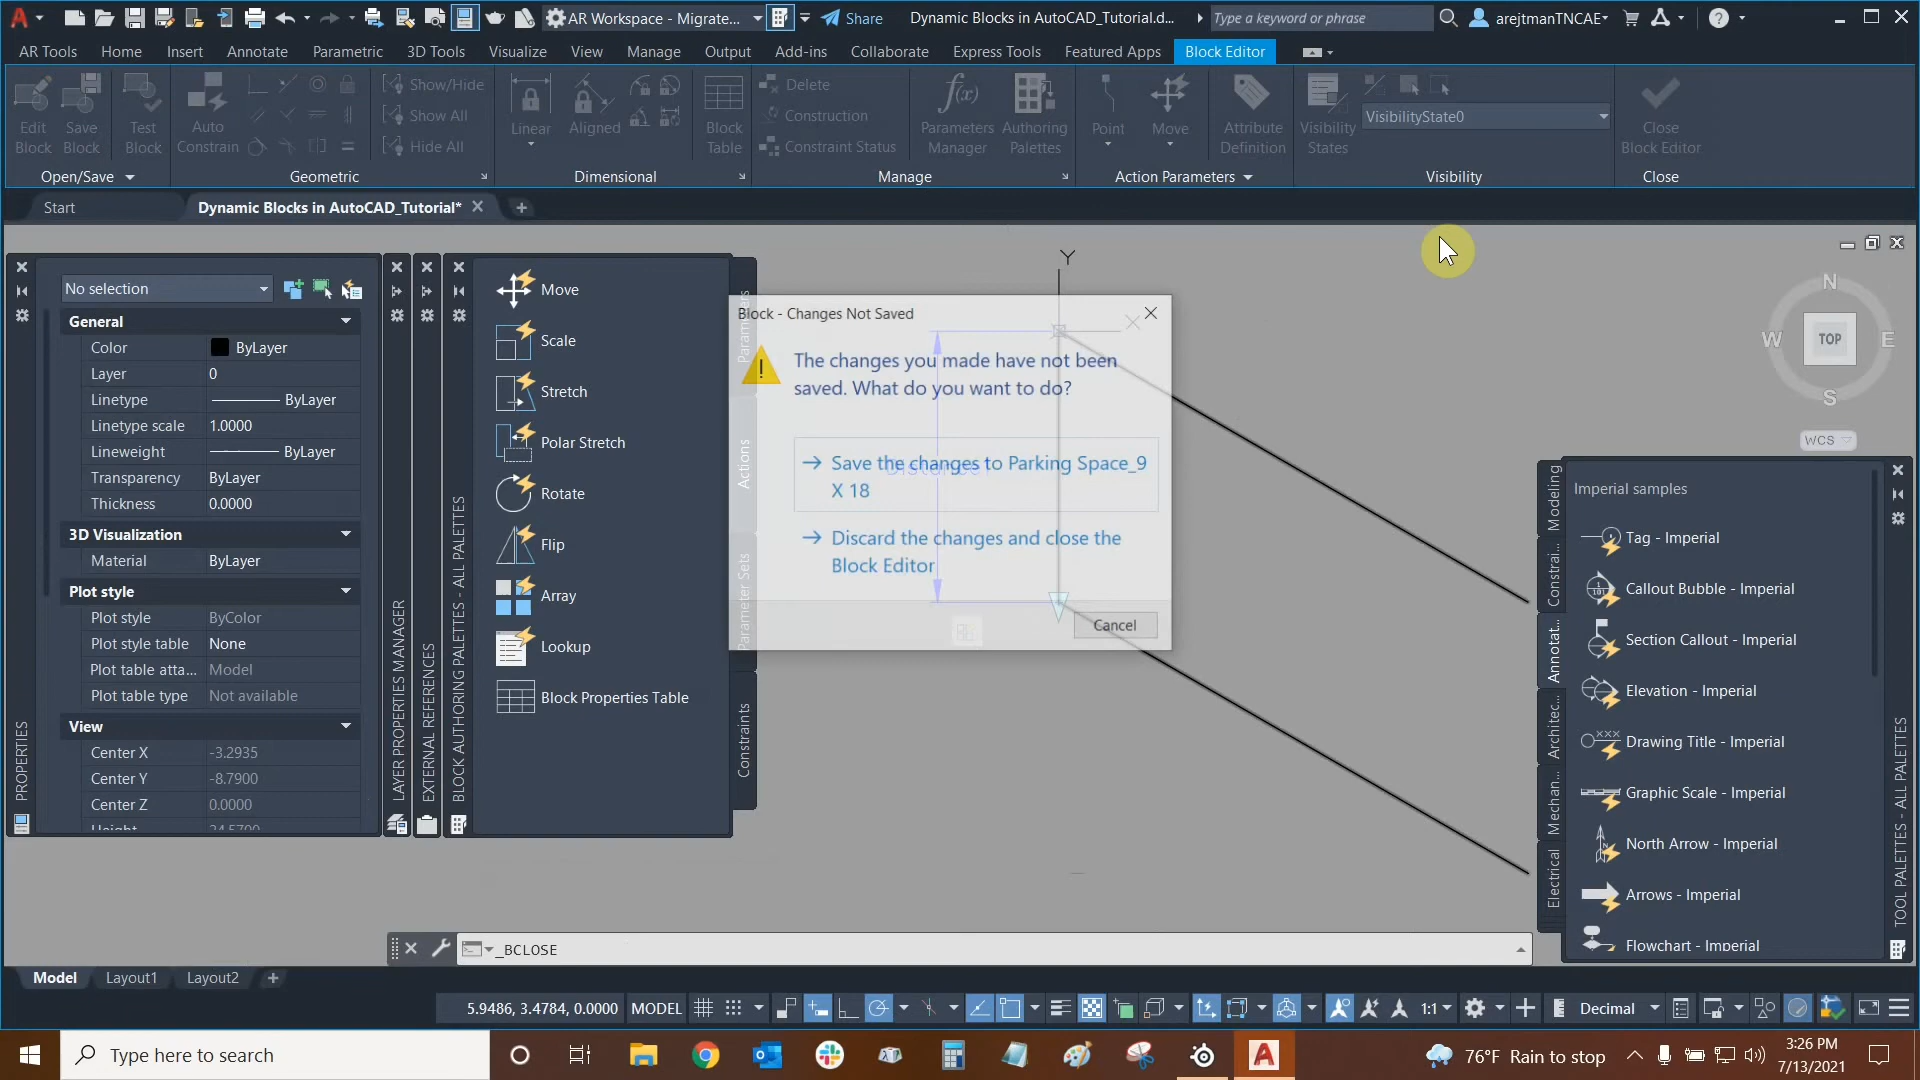 AR Workspace - Migrate...
Share
Dynamic Blocks in AutoCAD_Tutorial.d...
Type a keyword or phrase
arejtmanTNCAE
AR Tools
Home
Insert
Annotate
Parametric
3D Tools
Visualize
View
Manage
Output
Add-ins
Collaborate
Express Tools
Featured Apps
Block Editor
Edit
Block
Save
Block
Test
Block
Open/Save
Auto
Constrain
Show/Hide
Show All
Hide All
Geometric
Linear
Aligned
Dimensional
Block
Table
Delete
Construction
Constraint Status
Parameters
Manager
Authoring
Palettes
Manage
Point
Move
Action Parameters
Attribute
Definition
Visibility
States
VisibilityState0
Visibility
Close
Block Editor
Close
Start
Dynamic Blocks in AutoCAD_Tutorial*
No selection
General
Color ByLayer
Layer 0
Linetype ByLayer
Linetype scale 1.0000
Lineweight ByLayer
Transparency ByLayer
Thickness 0.0000
3D Visualization
Material ByLayer
Plot style
Plot style ByColor
Plot style table None
Plot table atta... Model
Plot table type Not available
View
Center X -3.2935
Center Y -8.7900
Center Z 0.0000
Height 24.5700
PROPERTIES
LAYER PROPERTIES MANAGER
EXTERNAL REFERENCES
BLOCK AUTHORING PALETTES - ALL PALETTES
Move
Scale
Stretch
Polar Stretch
Rotate
Flip
Array
Lookup
Block Properties Table
Parameters
Actions
Parameter Sets
Constraints
Block - Changes Not Saved
The changes you made have not been
saved. What do you want to do?
Save the changes to Parking Space_9
X 18
Discard the changes and close the
Block Editor
Cancel
Y
N
W
TOP
E
S
WCS
Modeling
Constrai...
Annotat...
Architec...
Mechan...
Electrical
Imperial samples
Tag - Imperial
Callout Bubble - Imperial
Section Callout - Imperial
Elevation - Imperial
Drawing Title - Imperial
Graphic Scale - Imperial
North Arrow - Imperial
Arrows - Imperial
Flowchart - Imperial
TOOL PALETTES - ALL PALETTES
_BCLOSE
Model
Layout1
Layout2
5.9486, 3.4784, 0.0000
MODEL
1:1
Decimal
Type here to search
76°F Rain to stop
3:26 PM
7/13/2021